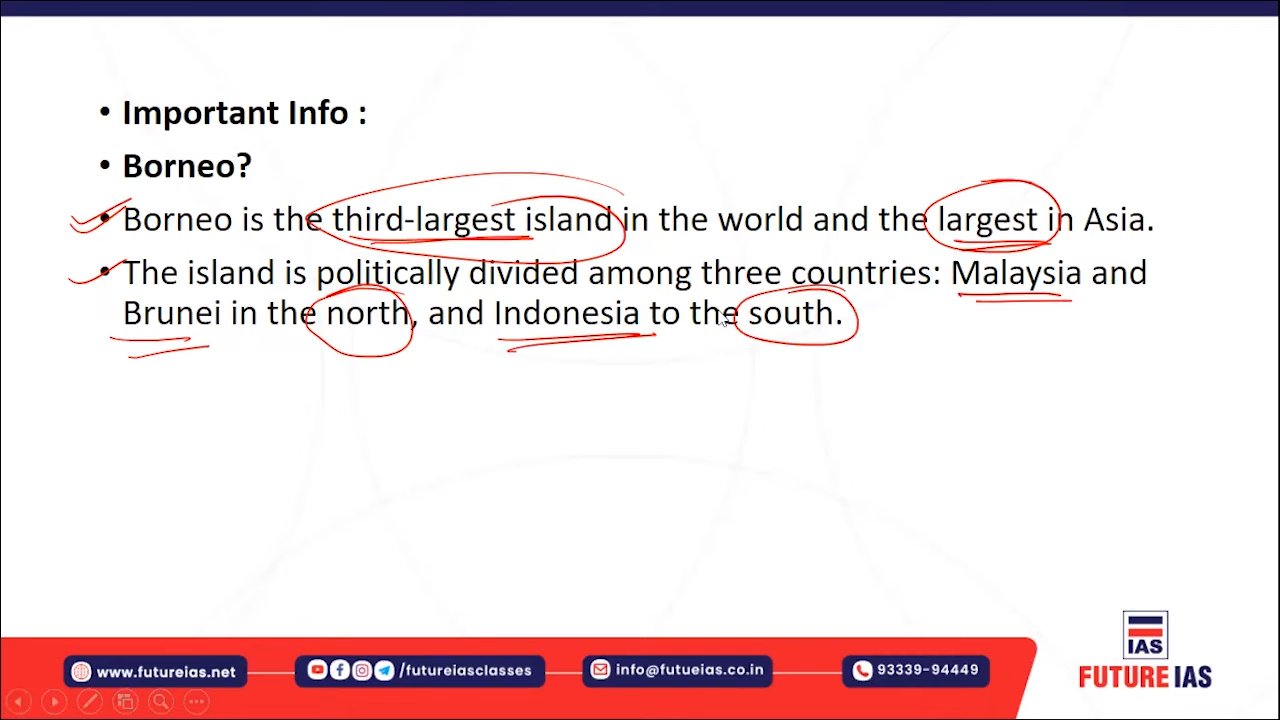 • Important Info :
• Borneo?
• Borneo is the third-largest island in the world and the largest in Asia.
• The island is politically divided among three countries: Malaysia and
Brunei in the north, and Indonesia to the south.
www.futureias.net
/futureiasclasses
info@futueias.co.in
93339-94449
IAS
FUTURE IAS